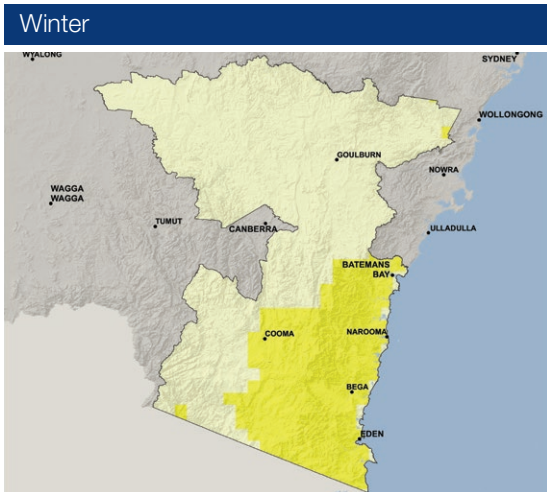 Winter
WYALONG
SYDNEY
WOLLONGONG
GOULBURN
NOWRA
WAGGA
WAGGA
TUMUT
CANBERRA
ULLADULLA
BATEMANS
BAY
COOMA
NAROOMA
BEGA
EDEN